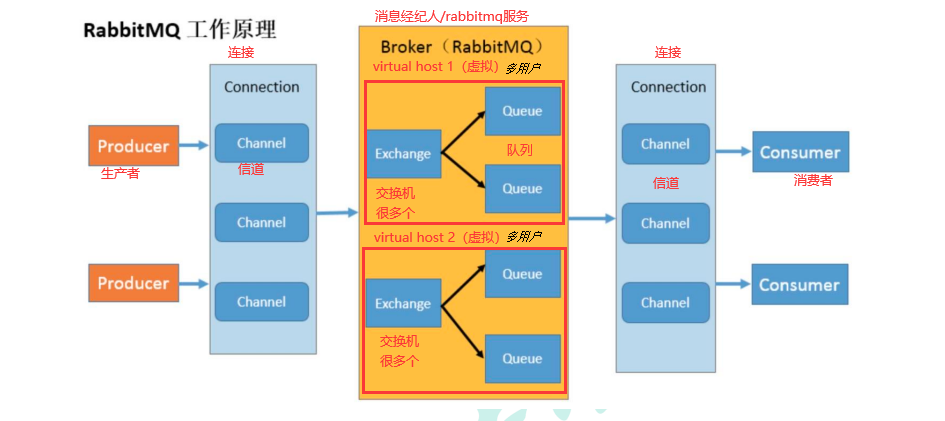 RabbitMQ 工作原理
消息经纪人/rabbitmq服务
Broker（RabbitMQ）
连接
Connection
Producer
生产者
Channel
信道
Channel
Producer
Channel
virtual host 1（虚拟）多用户
Exchange
交换机
很多个
Queue
队列
Queue
virtual host 2（虚拟）多用户
Exchange
交换机
很多个
Queue
Queue
连接
Connection
Channel
信道
Channel
Channel
Consumer
消费者
Consumer